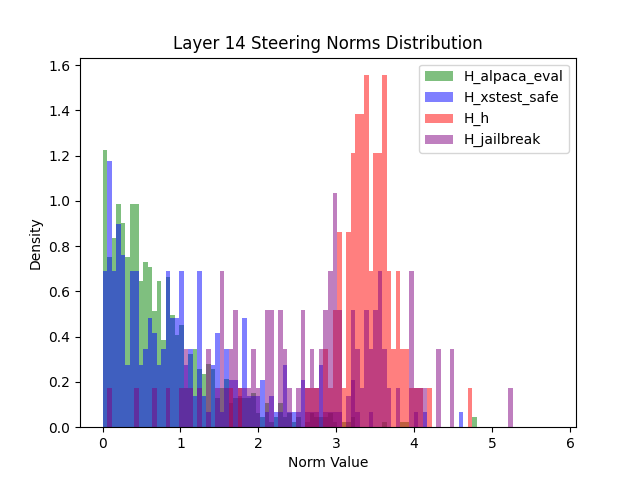 Layer 14 Steering Norms Distribution
H_alpaca_eval
H_xstest_safe
H_h
H_jailbreak
Density
1.6
1.4
1.2
1.0
0.8
0.6
0.4
0.2
0.0
0 1 2 3 4 5 6
Norm Value